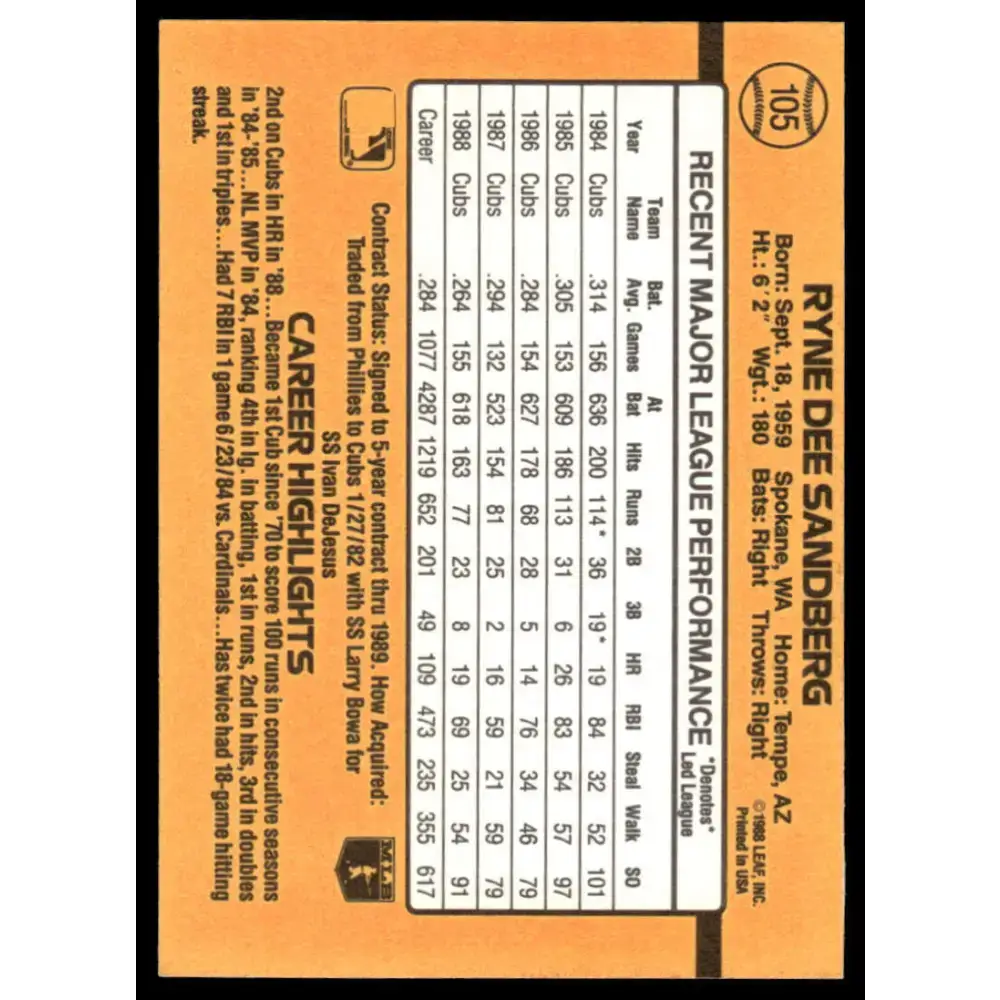 105
RYNE DEE SANDBERG
Born: Sept. 18, 1959 Spokane, WA Home: Tempe, AZ
Ht.: 6'2" Wgt.: 180 Bats: Right Throws: Right
©1988 LEAF, INC.
Printed in USA
RECENT MAJOR LEAGUE PERFORMANCE *Denotes*
Led League
Year Team Name Bat. Avg. Games At Bat Hits Runs 2B 3B HR RBI Steal Walk SO
1984 Cubs .314 156 636 200 114* 36 19* 19 84 32 52 101
1985 Cubs .305 153 609 186 113 31 6 26 83 54 57 97
1986 Cubs .284 154 627 178 68 28 5 14 76 34 46 79
1987 Cubs .294 132 523 154 81 25 2 16 59 21 59 79
1988 Cubs .264 155 618 163 77 23 8 19 69 25 54 91
Career .284 1077 4287 1219 652 201 49 109 473 235 355 617
Contract Status: Signed to 5-year contract thru 1989. How Acquired:
Traded from Phillies to Cubs 1/27/82 with SS Larry Bowa for
SS Ivan DeJesus
MLB
CAREER HIGHLIGHTS
2nd on Cubs in HR in '88...Became 1st Cub since '70 to score 100 runs in consecutive seasons
in '84-'85...NL MVP in '84, ranking 4th in lg. in batting, 1st in runs, 2nd in hits, 3rd in doubles
and 1st in triples...Had 7 RBI in 1 game 6/23/84 vs. Cardinals...Has twice had 18-game hitting
streak.